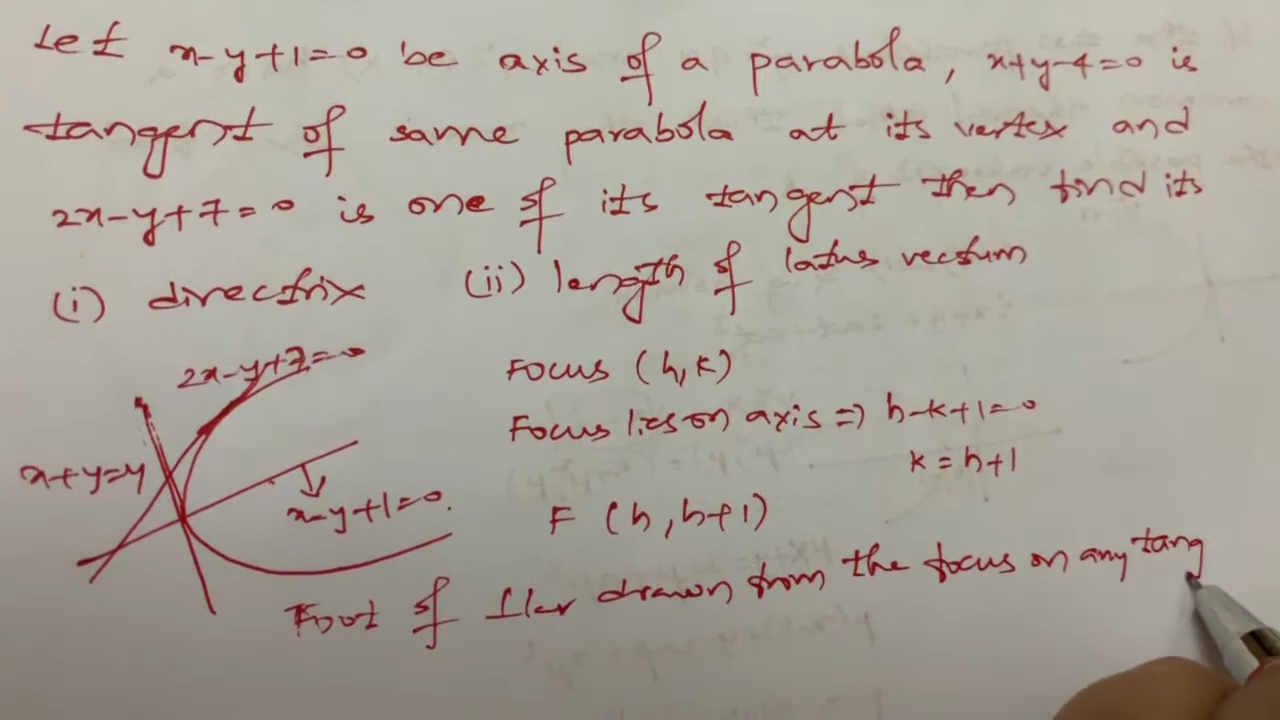 Let x-y+1=0 be axis of a parabola, x+y-4=0 is
tangent of same parabola at its vertex and
2x-y+7=0 is one of its tangent then find its
(i) directrix (ii) length of latus rectum
2x-y+7=0
x+y=4
x-y+1=0.
Focus (h,k)
Focus lies on axis ⇒ h-k+1=0
k=h+1
F (h,h+1)
Foot of ⊥lar drawn from the focus on any tang